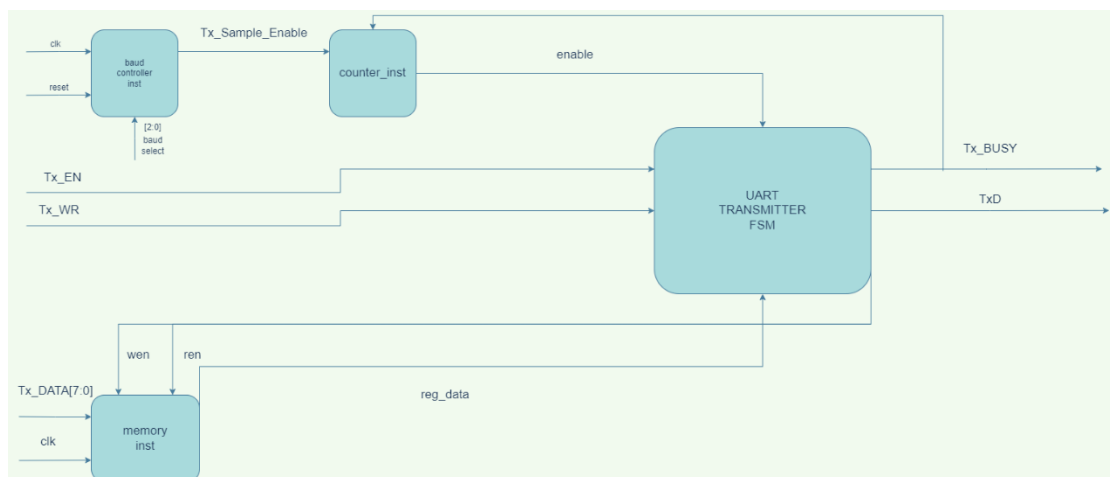 Tx_Sample_Enable
clk
baud
controller
inst
reset
[2:0]
baud
select
counter_inst
enable
Tx_EN
Tx_WR
UART
TRANSMITTER
FSM
Tx_BUSY
TxD
wen
ren
reg_data
Tx_DATA[7:0]
clk
memory
inst